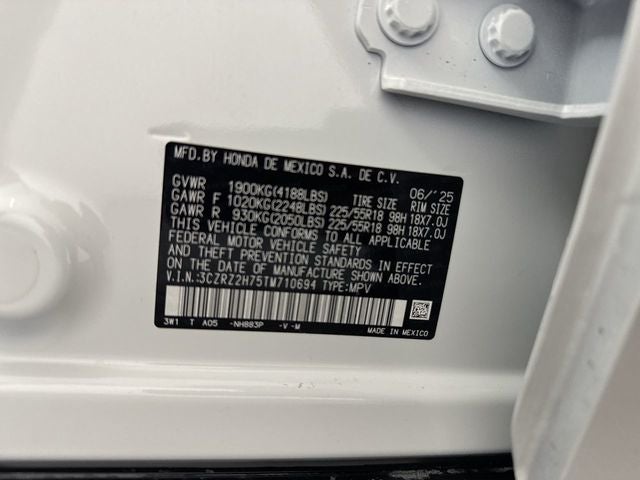 MFD. BY HONDA DE MEXICO S.A. DE C.V.
06/'25
GVWR 1900KG(4188LBS) TIRE SIZE RIM SIZE
GAWR F 1020KG(2248LBS) 225/55R18 98H 18X7.0J
GAWR R 930KG(2050LBS) 225/55R18 98H 18X7.0J
THIS VEHICLE CONFORMS TO ALL APPLICABLE
FEDERAL MOTOR VEHICLE SAFETY
AND THEFT PREVENTION STANDARDS IN EFFECT
ON THE DATE OF MANUFACTURE SHOWN ABOVE.
V.I.N.:3CZRZ2H75TM710694 TYPE:MPV
3W1 T A05 -NH883P -V -M
MADE IN MEXICO